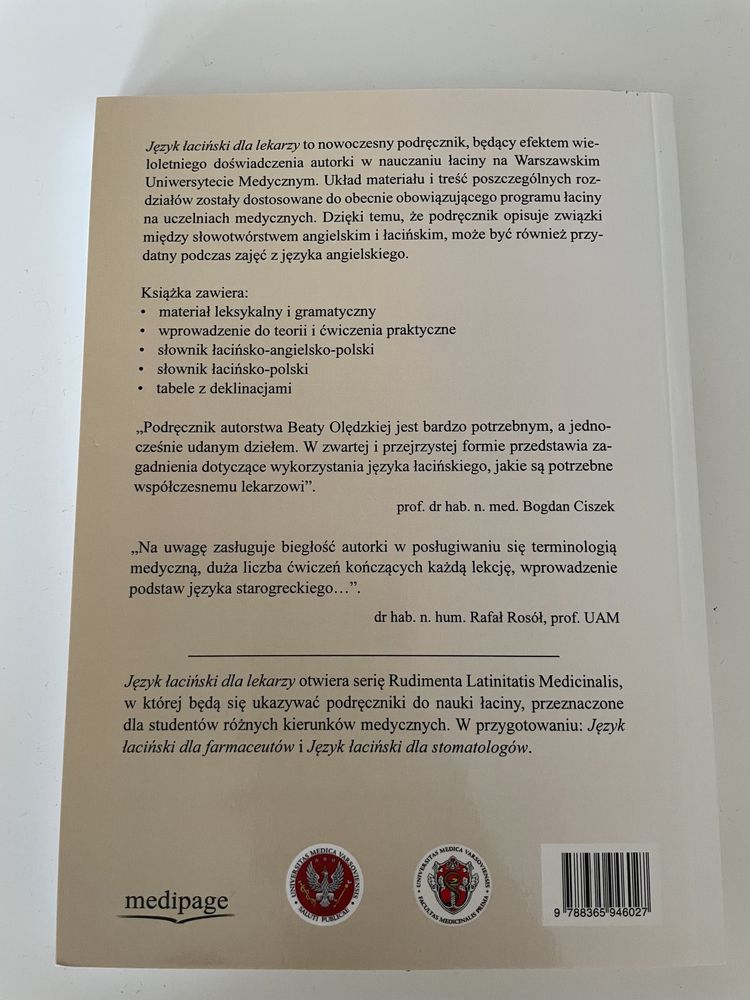 Język łaciński dla lekarzy to nowoczesny podręcznik, będący efektem wie-
loletniego doświadczenia autorki w nauczaniu łaciny na Warszawskim
Uniwersytecie Medycznym. Układ materiału i treść poszczególnych roz-
działów zostały dostosowane do obecnie obowiązującego programu łaciny
na uczelniach medycznych. Dzięki temu, że podręcznik opisuje związki
między słowotwórstwem angielskim i łacińskim, może być również przy-
datny podczas zajęć z języka angielskiego.
Książka zawiera:
• materiał leksykalny i gramatyczny
• wprowadzenie do teorii i ćwiczenia praktyczne
• słownik łacińsko-angielsko-polski
• słownik łacińsko-polski
• tabele z deklinacjami
„Podręcznik autorstwa Beaty Olędzkiej jest bardzo potrzebnym, a jedno-
cześnie udanym dziełem. W zwartej i przejrzystej formie przedstawia za-
gadnienia dotyczące wykorzystania języka łacińskiego, jakie są potrzebne
współczesnemu lekarzowi”.
prof. dr hab. n. med. Bogdan Ciszek
„Na uwagę zasługuje biegłość autorki w posługiwaniu się terminologią
medyczną, duża liczba ćwiczeń kończących każdą lekcję, wprowadzenie
podstaw języka starogreckiego…”.
dr hab. n. hum. Rafał Rosół, prof. UAM
Język łaciński dla lekarzy otwiera serię Rudimenta Latinitatis Medicinalis,
w której będą się ukazywać podręczniki do nauki łaciny, przeznaczone
dla studentów różnych kierunków medycznych. W przygotowaniu: Język
łaciński dla farmaceutów i Język łaciński dla stomatologów.
medipage
UNIVERSITAS MEDICA VARSOVIENSIS
SALUTI PUBLICAE
UNIVERSITAS MEDICA VARSOVIENSIS
FACULTAS MEDICINALIS PRIMA
9 788365 946027